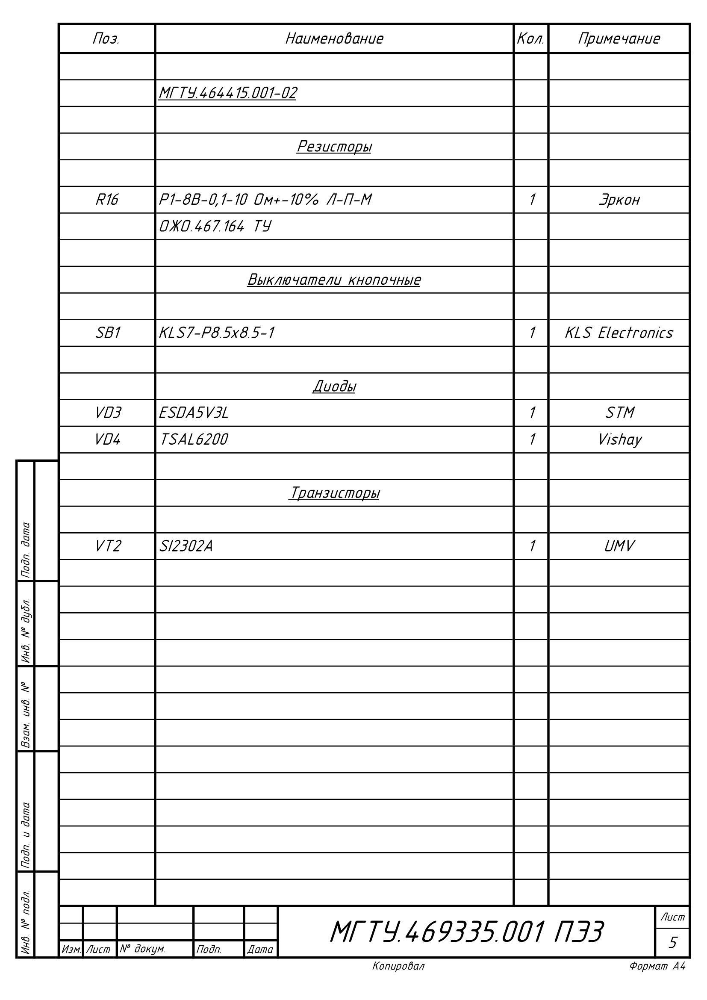 Поз. Наименование Кол. Примечание
МГТУ.464415.001-02
Резисторы
R16 Р1-8В-0,1-10 Ом+-10% Л-П-М 1 Эркон
ОЖО.467.164 ТУ
Выключатели кнопочные
SB1 KLS7-P8.5x8.5-1 1 KLS Electronics
Диоды
VD3 ESDA5V3L 1 STM
VD4 TSAL6200 1 Vishay
Транзисторы
VT2 SI2302A 1 UMV
Подп. дата
Инв. № дубл.
Взам. инв. №
Подп. и дата
Инв. № подл.
Изм. Лист № докум. Подп. Дата
МГТУ.469335.001 ПЭ3
Лист
5
Копировал Формат А4